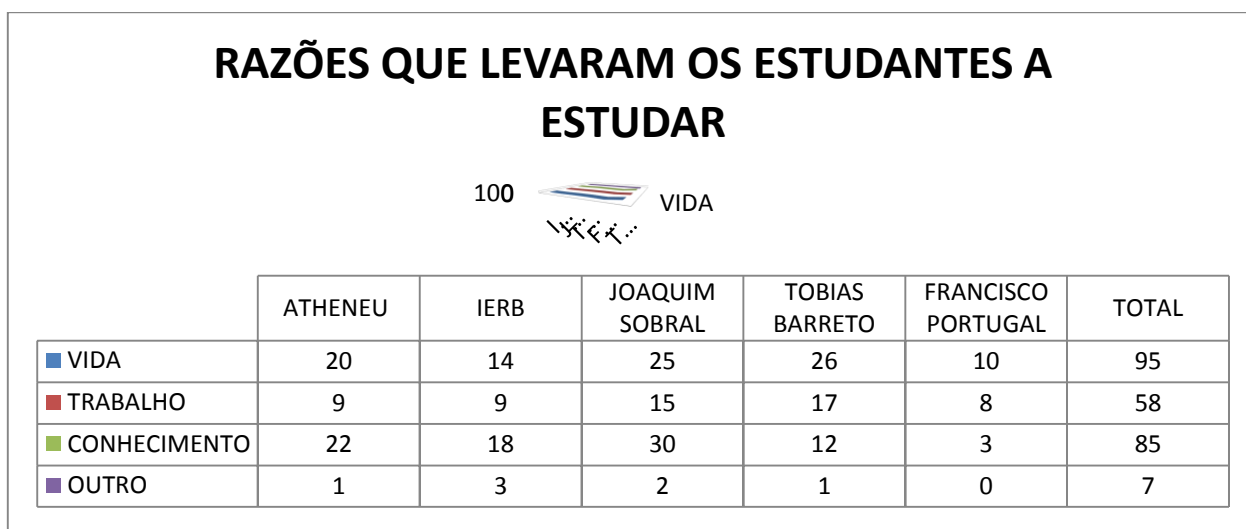 RAZÕES QUE LEVARAM OS ESTUDANTES A
ESTUDAR
VIDA
ATHENEU IERB JOAQUIM SOBRAL TOBIAS BARRETO FRANCISCO PORTUGAL TOTAL
VIDA 20 14 25 26 10 95
TRABALHO 9 9 15 17 8 58
CONHECIMENTO 22 18 30 12 3 85
OUTRO 1 3 2 1 0 7